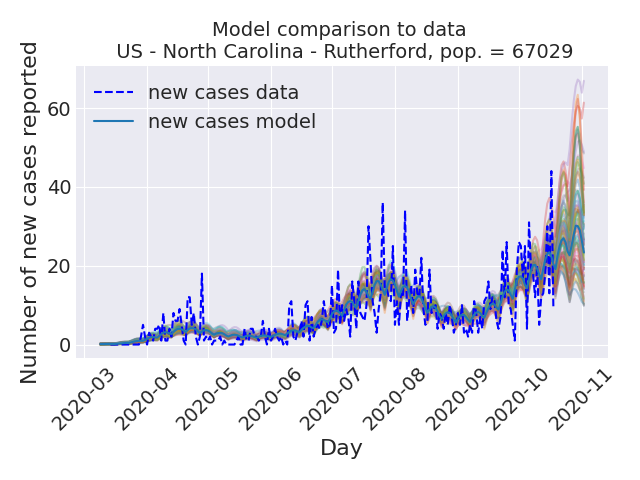 Model comparison to data
US - North Carolina - Rutherford, pop. = 67029
Number of new cases reported
60
40
20
0
new cases data
new cases model
2020-03
2020-04
2020-05
2020-06
2020-07
2020-08
2020-09
2020-10
2020-11
Day